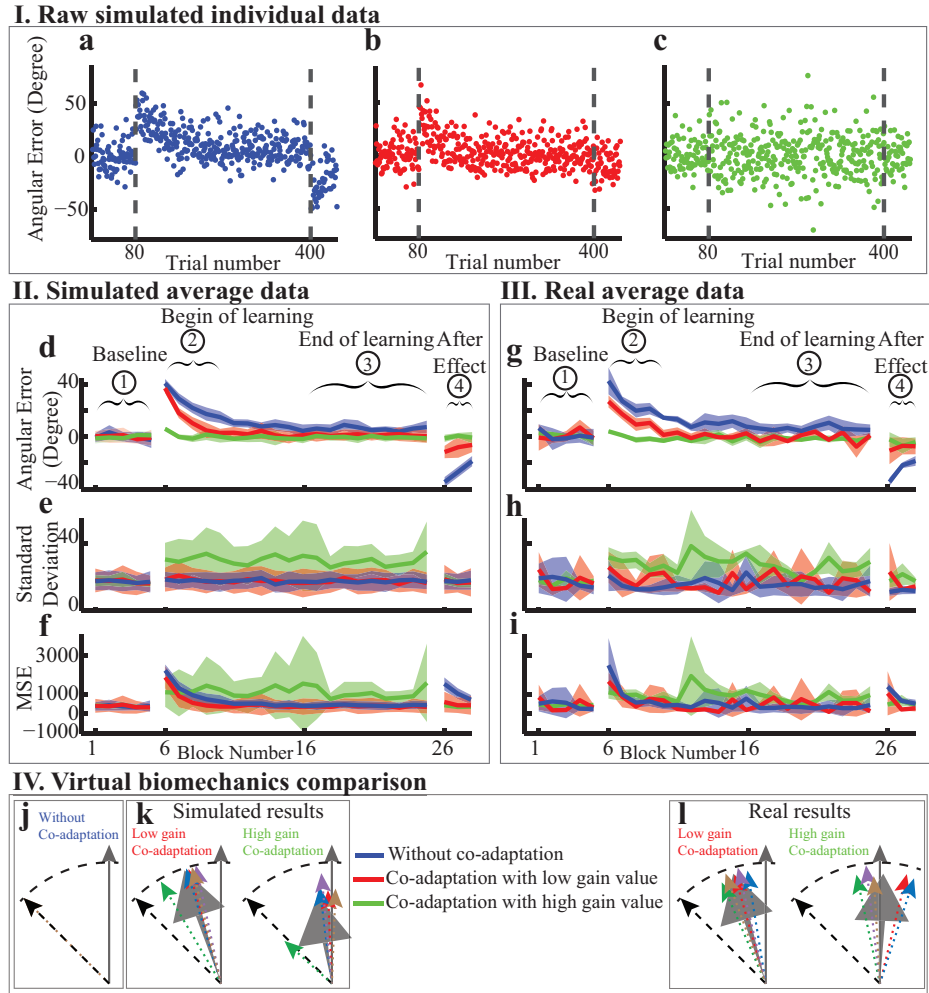 I. Raw simulated individual data
a
b
c
Angular Error (Degree)
50
0
−50
80
400
80
400
80
400
Trial number
Trial number
Trial number
II. Simulated average data
III. Real average data
d
Begin of learning
2
Baseline
1
End of learning
3
After
Effect
4
Angular Error
(Degree)
40
0
−40
e
Standard
Deviation
40
0
f
MSE
3000
1000
0
−1000
1
6
16
26
Block Number
g
Begin of learning
2
Baseline
1
End of learning
3
After
Effect
4
h
i
1
6
16
26
Block Number
IV. Virtual biomechanics comparison
j
Without
Co-adaptation
k
Simulated results
Low gain
Co-adaptation
High gain
Co-adaptation
Without co-adaptation
Co-adaptation with low gain value
Co-adaptation with high gain value
l
Real results
Low gain
Co-adaptation
High gain
Co-adaptation